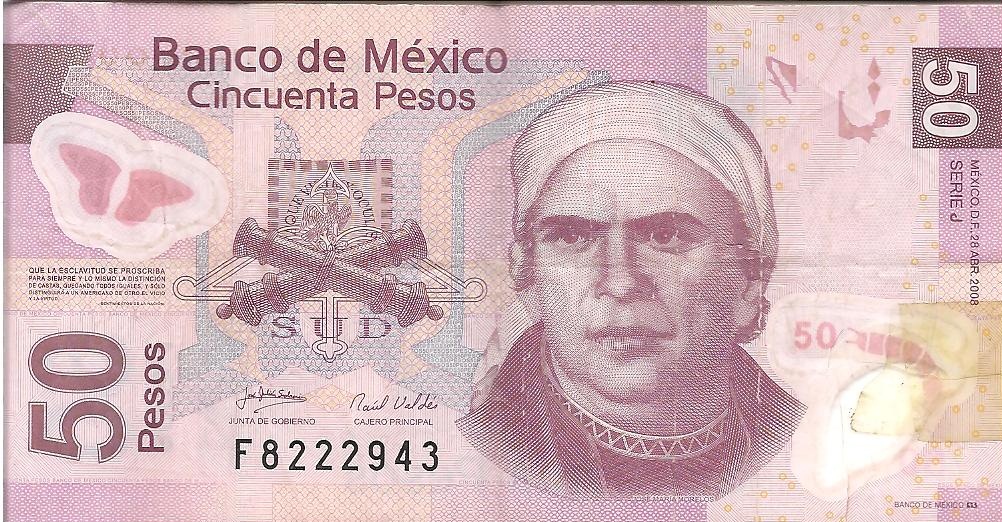 Banco de México
Cincuenta Pesos
50
MÉXICO, D.F. 28 ABR. 2008
SERIE J
QUE LA ESCLAVITUD SE PROSCRIBA
PARA SIEMPRE Y LO MISMO LA DISTINCIÓN
DE CASTAS, QUEDANDO TODOS IGUALES, Y SÓLO
DISTINGUIRÁ A UN AMERICANO DE OTRO EL VICIO
Y LA VIRTUD.
SENTIMIENTOS DE LA NACIÓN.
SUD
50
50 Pesos
JUNTA DE GOBIERNO
CAJERO PRINCIPAL
F8222943
JOSÉ MARÍA MORELOS
BANCO DE MÉXICO